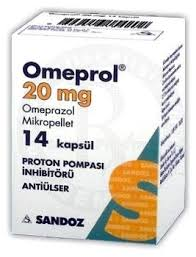 Omeprol®
20 mg
Omeprazol
Mikropellet
14 kapsül
PROTON POMPASI
İNHİBİTÖRÜ
ANTİÜLSER
SANDOZ